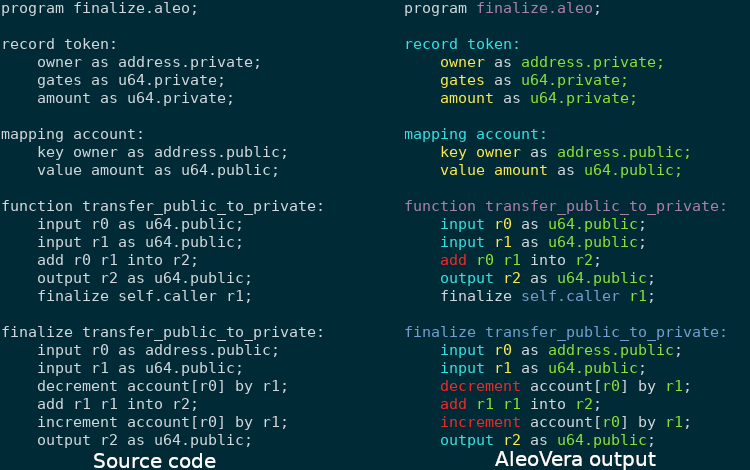 program finalize.aleo;
record token:
    owner as address.private;
    gates as u64.private;
    amount as u64.private;
mapping account:
    key owner as address.public;
    value amount as u64.public;
function transfer_public_to_private:
    input r0 as u64.public;
    input r1 as u64.public;
    add r0 r1 into r2;
    output r2 as u64.public;
    finalize self.caller r1;
finalize transfer_public_to_private:
    input r0 as address.public;
    input r1 as u64.public;
    decrement account[r0] by r1;
    add r1 r1 into r2;
    increment account[r0] by r1;
    output r2 as u64.public;
Source code
program finalize.aleo;
record token:
    owner as address.private;
    gates as u64.private;
    amount as u64.private;
mapping account:
    key owner as address.public;
    value amount as u64.public;
function transfer_public_to_private:
    input r0 as u64.public;
    input r1 as u64.public;
    add r0 r1 into r2;
    output r2 as u64.public;
    finalize self.caller r1;
finalize transfer_public_to_private:
    input r0 as address.public;
    input r1 as u64.public;
    decrement account[r0] by r1;
    add r1 r1 into r2;
    increment account[r0] by r1;
    output r2 as u64.public;
AleoVera output